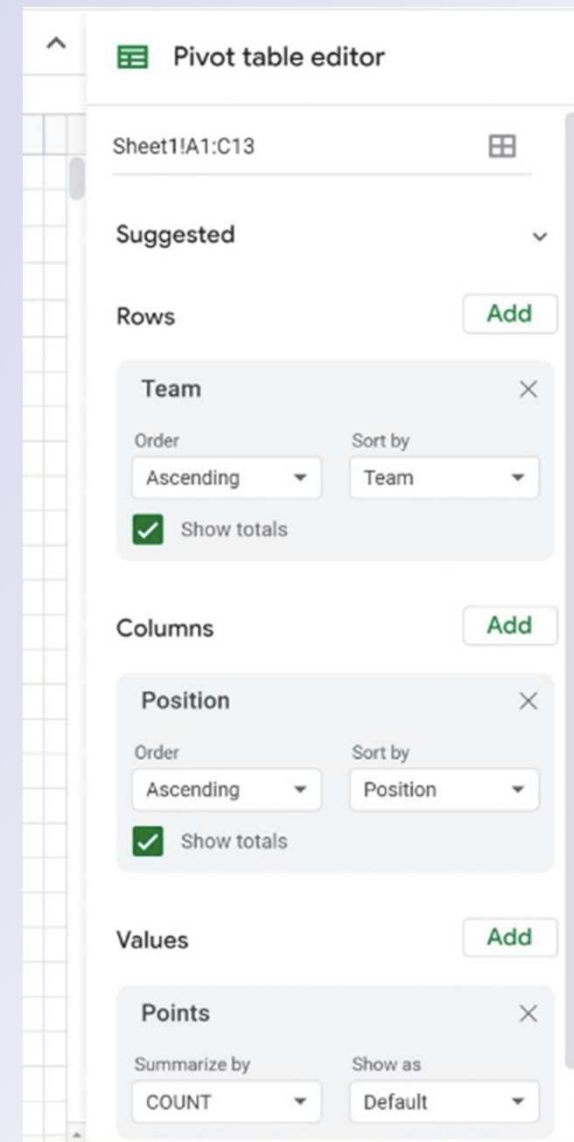 Pivot table editor
Sheet1!A1:C13
Suggested
Rows Add
Team
Order Sort by
Ascending Team
Show totals
Columns Add
Position
Order Sort by
Ascending Position
Show totals
Values Add
Points
Summarize by Show as
COUNT Default